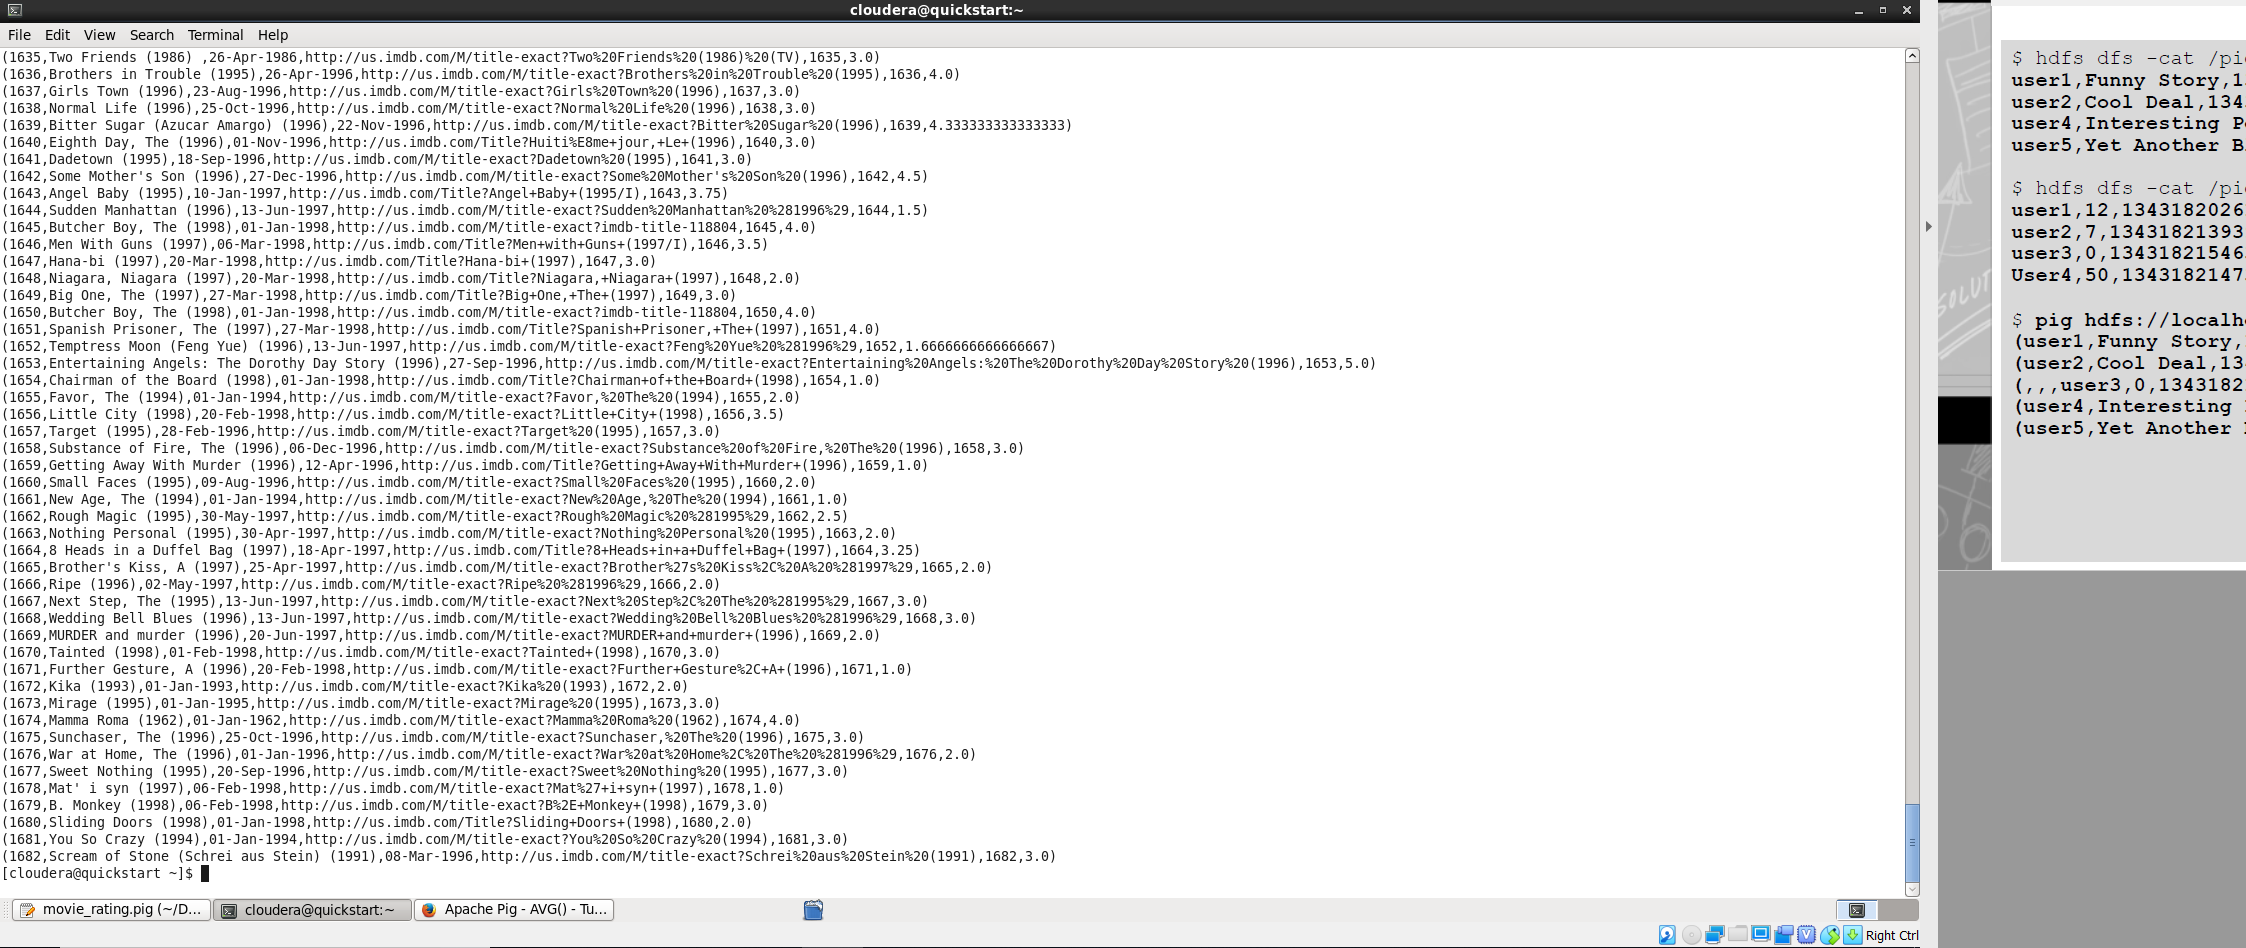 cloudera@quickstart:~
File Edit View Search Terminal Help
(1635,Two Friends (1986) ,26-Apr-1986,http://us.imdb.com/M/title-exact?Two%20Friends%20(1986)%20(TV),1635,3.0)
(1636,Brothers in Trouble (1995),26-Apr-1996,http://us.imdb.com/M/title-exact?Brothers%20in%20Trouble%20(1995),1636,4.0)
(1637,Girls Town (1996),23-Aug-1996,http://us.imdb.com/M/title-exact?Girls%20Town%20(1996),1637,3.0)
(1638,Normal Life (1996),25-Oct-1996,http://us.imdb.com/M/title-exact?Normal%20Life%20(1996),1638,3.0)
(1639,Bitter Sugar (Azucar Amargo) (1996),22-Nov-1996,http://us.imdb.com/M/title-exact?Bitter%20Sugar%20(1996),1639,4.333333333333333)
(1640,Eighth Day, The (1996),01-Nov-1996,http://us.imdb.com/Title?Huiti%E8me+jour,+Le+(1996),1640,3.0)
(1641,Dadetown (1995),18-Sep-1996,http://us.imdb.com/M/title-exact?Dadetown%20(1995),1641,3.0)
(1642,Some Mother's Son (1996),27-Dec-1996,http://us.imdb.com/M/title-exact?Some%20Mother's%20Son%20(1996),1642,4.5)
(1643,Angel Baby (1995),10-Jan-1997,http://us.imdb.com/Title?Angel+Baby+(1995/I),1643,3.75)
(1644,Sudden Manhattan (1996),13-Jun-1997,http://us.imdb.com/M/title-exact?Sudden%20Manhattan%20%281996%29,1644,1.5)
(1645,Butcher Boy, The (1998),01-Jan-1998,http://us.imdb.com/M/title-exact?imdb-title-118804,1645,4.0)
(1646,Men With Guns (1997),06-Mar-1998,http://us.imdb.com/Title?Men+with+Guns+(1997/I),1646,3.5)
(1647,Hana-bi (1997),20-Mar-1998,http://us.imdb.com/Title?Hana-bi+(1997),1647,3.0)
(1648,Niagara, Niagara (1997),20-Mar-1998,http://us.imdb.com/Title?Niagara,+Niagara+(1997),1648,2.0)
(1649,Big One, The (1997),27-Mar-1998,http://us.imdb.com/Title?Big+One,+The+(1997),1649,3.0)
(1650,Butcher Boy, The (1998),01-Jan-1998,http://us.imdb.com/M/title-exact?imdb-title-118804,1650,4.0)
(1651,Spanish Prisoner, The (1997),27-Mar-1998,http://us.imdb.com/Title?Spanish+Prisoner,+The+(1997),1651,4.0)
(1652,Temptress Moon (Feng Yue) (1996),13-Jun-1997,http://us.imdb.com/M/title-exact?Feng%20Yue%20%281996%29,1652,1.6666666666666667)
(1653,Entertaining Angels: The Dorothy Day Story (1996),27-Sep-1996,http://us.imdb.com/M/title-exact?Entertaining%20Angels:%20The%20Dorothy%20Day%20Story%20(1996),1653,5.0)
(1654,Chairman of the Board (1998),01-Jan-1998,http://us.imdb.com/Title?Chairman+of+the+Board+(1998),1654,1.0)
(1655,Favor, The (1994),01-Jan-1994,http://us.imdb.com/M/title-exact?Favor,%20The%20(1994),1655,2.0)
(1656,Little City (1998),20-Feb-1998,http://us.imdb.com/M/title-exact?Little+City+(1998),1656,3.5)
(1657,Target (1995),28-Feb-1996,http://us.imdb.com/M/title-exact?Target%20(1995),1657,3.0)
(1658,Substance of Fire, The (1996),06-Dec-1996,http://us.imdb.com/M/title-exact?Substance%20of%20Fire,%20The%20(1996),1658,3.0)
(1659,Getting Away With Murder (1996),12-Apr-1996,http://us.imdb.com/Title?Getting+Away+With+Murder+(1996),1659,1.0)
(1660,Small Faces (1995),09-Aug-1996,http://us.imdb.com/M/title-exact?Small%20Faces%20(1995),1660,2.0)
(1661,New Age, The (1994),01-Jan-1994,http://us.imdb.com/M/title-exact?New%20Age,%20The%20(1994),1661,1.0)
(1662,Rough Magic (1995),30-May-1997,http://us.imdb.com/M/title-exact?Rough%20Magic%20%281995%29,1662,2.5)
(1663,Nothing Personal (1995),30-Apr-1997,http://us.imdb.com/M/title-exact?Nothing%20Personal%20(1995),1663,2.0)
(1664,8 Heads in a Duffel Bag (1997),18-Apr-1997,http://us.imdb.com/Title?8+Heads+in+a+Duffel+Bag+(1997),1664,3.25)
(1665,Brother's Kiss, A (1997),25-Apr-1997,http://us.imdb.com/M/title-exact?Brother%27s%20Kiss%2C%20A%20%281997%29,1665,2.0)
(1666,Ripe (1996),02-May-1997,http://us.imdb.com/M/title-exact?Ripe%20%281996%29,1666,2.0)
(1667,Next Step, The (1995),13-Jun-1997,http://us.imdb.com/M/title-exact?Next%20Step%2C%20The%20%281995%29,1667,3.0)
(1668,Wedding Bell Blues (1996),13-Jun-1997,http://us.imdb.com/M/title-exact?Wedding%20Bell%20Blues%20%281996%29,1668,3.0)
(1669,MURDER and murder (1996),20-Jun-1997,http://us.imdb.com/M/title-exact?MURDER+and+murder+(1996),1669,2.0)
(1670,Tainted (1998),01-Feb-1998,http://us.imdb.com/M/title-exact?Tainted+(1998),1670,3.0)
(1671,Further Gesture, A (1996),20-Feb-1998,http://us.imdb.com/M/title-exact?Further+Gesture%2C+A+(1996),1671,1.0)
(1672,Kika (1993),01-Jan-1993,http://us.imdb.com/M/title-exact?Kika%20(1993),1672,2.0)
(1673,Mirage (1995),01-Jan-1995,http://us.imdb.com/M/title-exact?Mirage%20(1995),1673,3.0)
(1674,Mamma Roma (1962),01-Jan-1962,http://us.imdb.com/M/title-exact?Mamma%20Roma%20(1962),1674,4.0)
(1675,Sunchaser, The (1996),25-Oct-1996,http://us.imdb.com/M/title-exact?Sunchaser,%20The%20(1996),1675,3.0)
(1676,War at Home, The (1996),01-Jan-1996,http://us.imdb.com/M/title-exact?War%20at%20Home%2C%20The%20%281996%29,1676,2.0)
(1677,Sweet Nothing (1995),20-Sep-1996,http://us.imdb.com/M/title-exact?Sweet%20Nothing%20(1995),1677,3.0)
(1678,Mat' i syn (1997),06-Feb-1998,http://us.imdb.com/M/title-exact?Mat%27+i+syn+(1997),1678,1.0)
(1679,B. Monkey (1998),06-Feb-1998,http://us.imdb.com/M/title-exact?B%2E+Monkey+(1998),1679,3.0)
(1680,Sliding Doors (1998),01-Jan-1998,http://us.imdb.com/Title?Sliding+Doors+(1998),1680,2.0)
(1681,You So Crazy (1994),01-Jan-1994,http://us.imdb.com/M/title-exact?You%20So%20Crazy%20(1994),1681,3.0)
(1682,Scream of Stone (Schrei aus Stein) (1991),08-Mar-1996,http://us.imdb.com/M/title-exact?Schrei%20aus%20Stein%20(1991),1682,3.0)
[cloudera@quickstart ~]$
movie_rating.pig (~/D...
cloudera@quickstart:~
Apache Pig - AVG() - Tu...
Right Ctrl
$ hdfs dfs -cat /pi
user1,Funny Story,1
user2,Cool Deal,134
user4,Interesting P
user5,Yet Another B
$ hdfs dfs -cat /pi
user1,12,1343182026
user2,7,13431821393
user3,0,13431821546
User4,50,1343182147
$ pig hdfs://localh
(user1,Funny Story,
(user2,Cool Deal,13
(,,,user3,0,1343182
(user4,Interesting
(user5,Yet Another